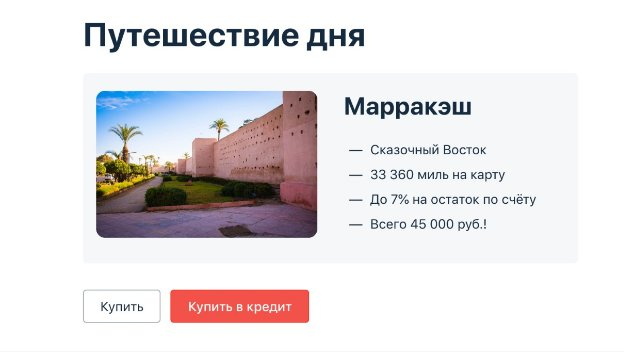 Путешествие дня
Марракэш
— Сказочный Восток
— 33 360 миль на карту
— До 7% на остаток по счёту
— Всего 45 000 руб.!
Купить
Купить в кредит